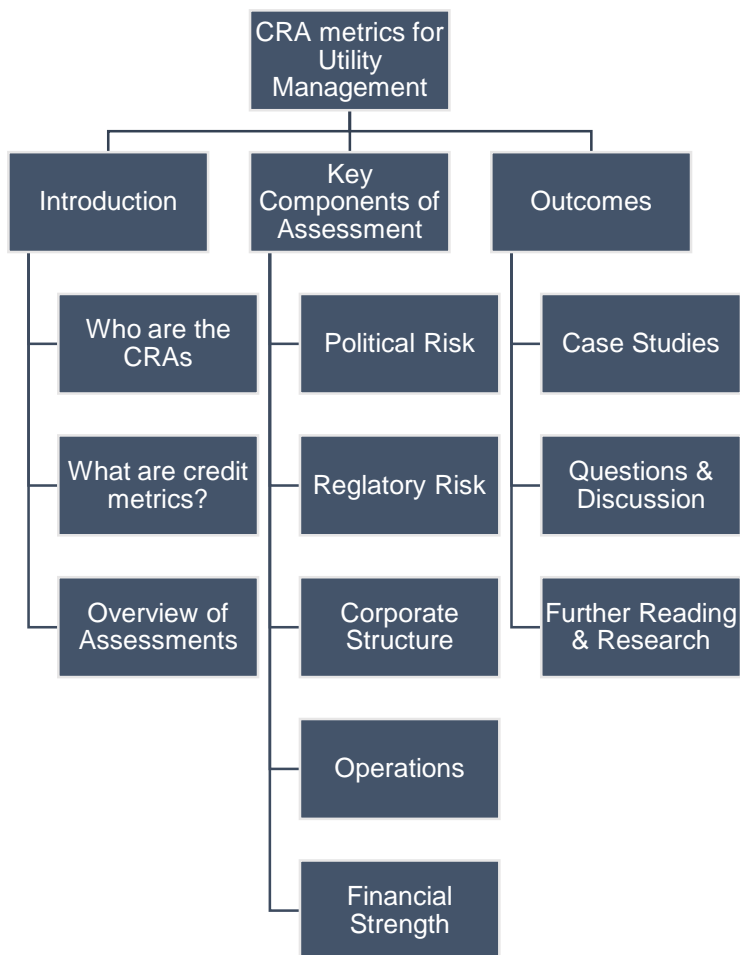 CRA metrics for
Utility
Management
Introduction
Key
Components of
Assessment
Outcomes
Who are the
CRAs
What are credit
metrics?
Overview of
Assessments
Political Risk
Reglatory Risk
Corporate
Structure
Operations
Financial
Strength
Case Studies
Questions &
Discussion
Further Reading
& Research